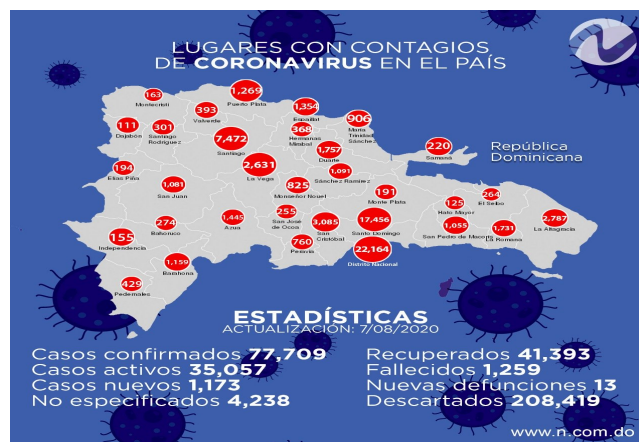 LUGARES CON CONTAGIOS
DE CORONAVIRUS EN EL PAÍS
163
Montecristi
393
Valverde
1,269
Puerto Plata
1,354
Espaillat
368
Hermanas
Mirabal
906
María
Trinidad
Sánchez
111
Dajabón
301
Santiago
Rodríguez
7,472
Santiago
1,757
Duarte
220
Samaná
República
Dominicana
194
Elías Piña
1,081
San Juan
2,631
La Vega
825
Monseñor Nouel
1,091
Sánchez Ramírez
191
Monte Plata
125
Hato Mayor
264
El Seibo
155
Independencia
274
Bahoruco
1,445
Azua
255
San José
de Ocoa
3,085
San
Cristóbal
17,456
Santo Domingo
1,055
San Pedro de Macorís
1,731
La Romana
2,787
La Altagracia
429
Pedernales
1,159
Barahona
760
Peravia
22,164
Distrito Nacional
ESTADÍSTICAS
ACTUALIZACIÓN: 7/08/2020
Casos confirmados 77,709
Casos activos 35,057
Casos nuevos 1,173
No especificados 4,238
Recuperados 41,393
Fallecidos 1,259
Nuevas defunciones 13
Descartados 208,419
www.n.com.do